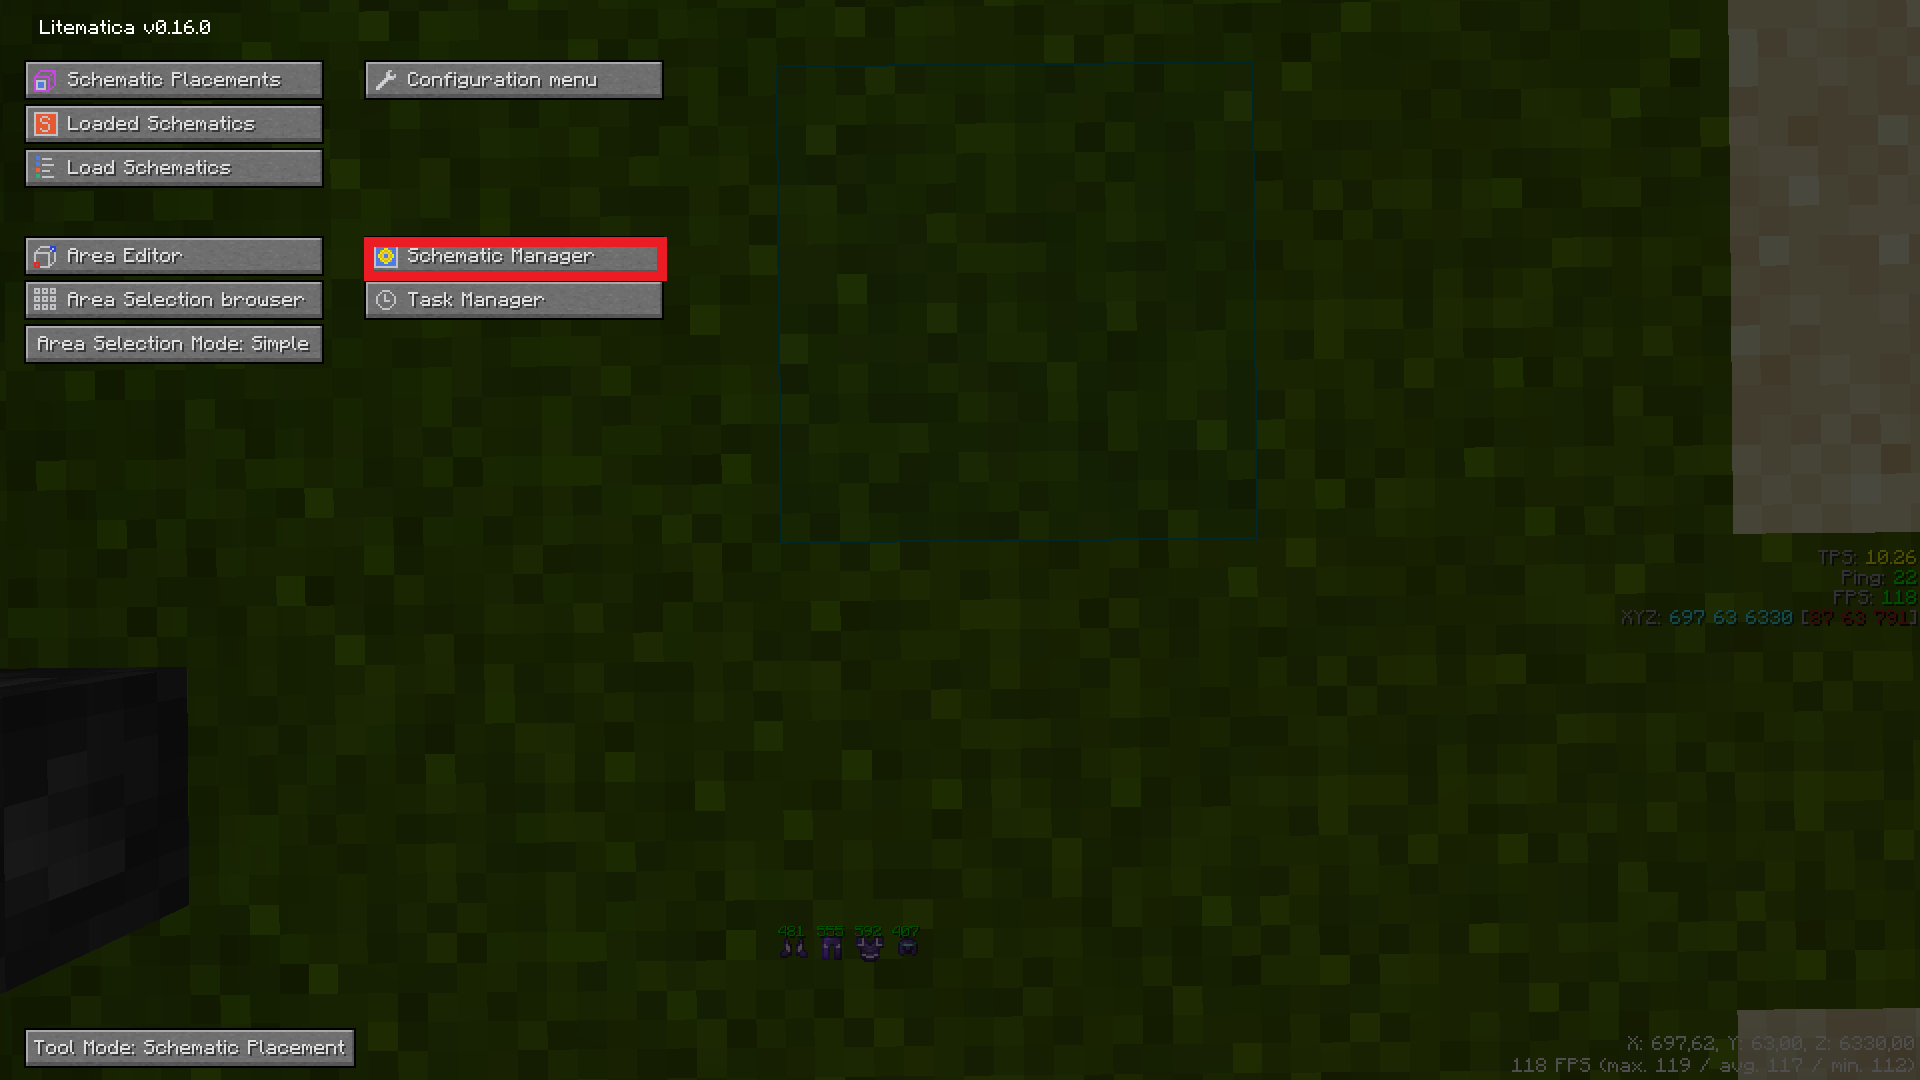 Litematica v0.16.0
Schematic Placements
Configuration menu
Loaded Schematics
Load Schematics
Area Editor
Schematic Manager
Area Selection browser
Task Manager
Area Selection Mode: Simple
TPS: 10.26
Ping: 22
FPS: 118
XYZ: 697 63 6330 [87 63 791]
481 555 592 407
Tool Mode: Schematic Placement
X: 697,62, Y: 63,00, Z: 6330,00
118 FPS (max. 119 / avg. 117 / min. 112)